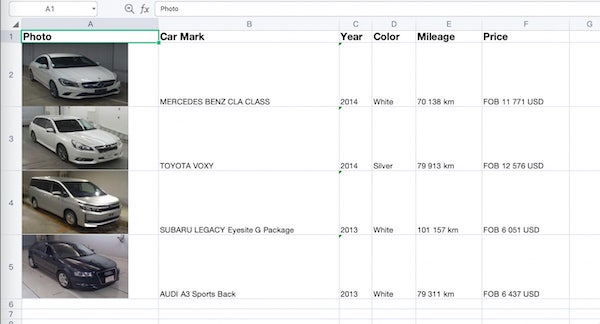 A1 fx Photo
A B C D E F G
1 Photo Car Mark Year Color Mileage Price
2 MERCEDES BENZ CLA CLASS 2014 White 70 138 km FOB 11 771 USD
3 TOYOTA VOXY 2014 Silver 79 913 km FOB 12 576 USD
4 SUBARU LEGACY Eyesite G Package 2013 White 101 157 km FOB 6 051 USD
5 AUDI A3 Sports Back 2013 White 79 311 km FOB 6 437 USD
6
7